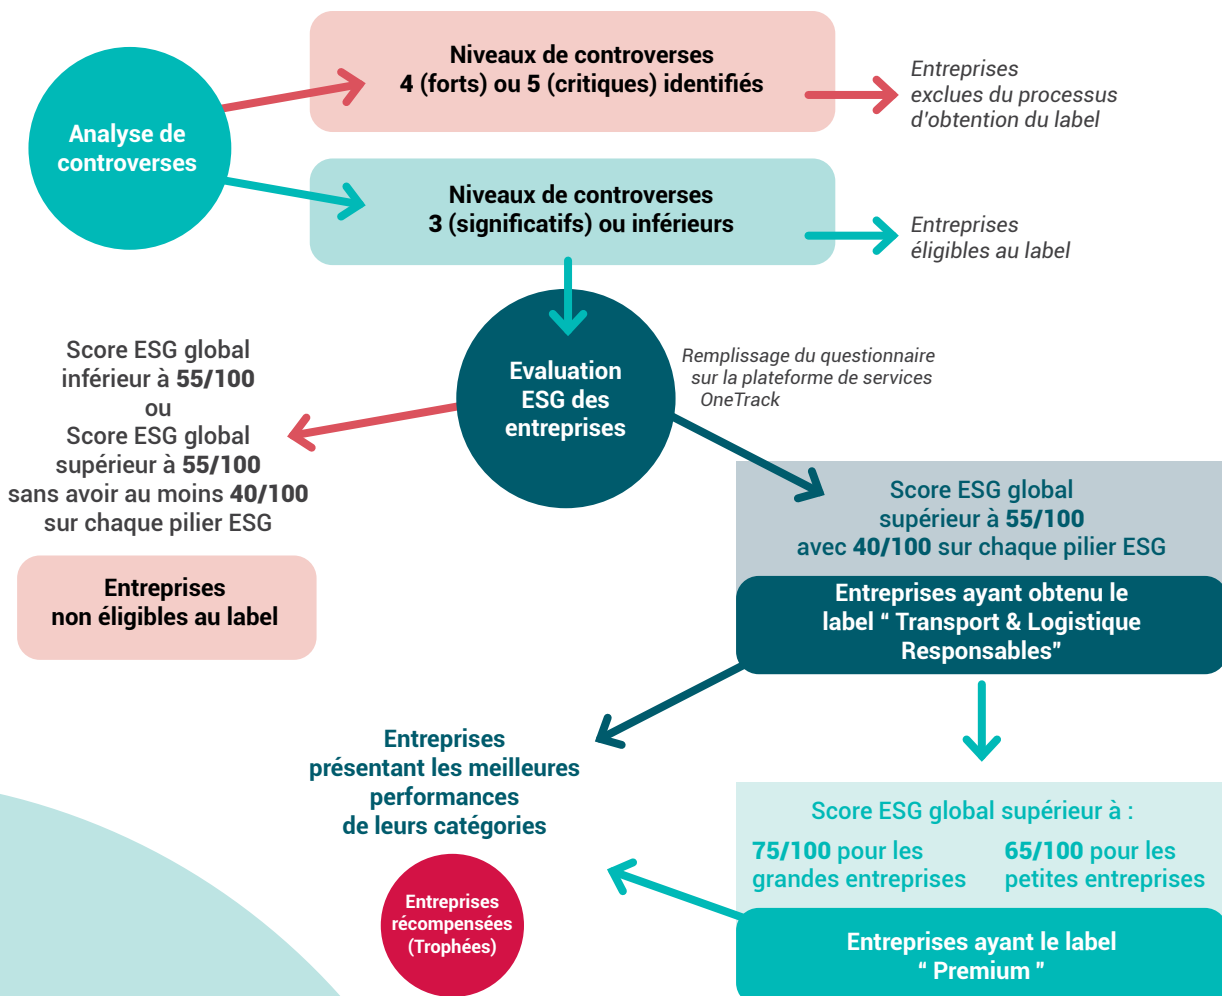 Analyse de
controverses
Niveaux de controverses
4 (forts) ou 5 (critiques) identifiés
Entreprises
exclues du processus
d'obtention du label
Niveaux de controverses
3 (significatifs) ou inférieurs
Entreprises
éligibles au label
Evaluation
ESG des
entreprises
Remplissage du questionnaire
sur la plateforme de services
OneTrack
Score ESG global
inférieur à 55/100
ou
Score ESG global
supérieur à 55/100
sans avoir au moins 40/100
sur chaque pilier ESG
Entreprises
non éligibles au label
Score ESG global
supérieur à 55/100
avec 40/100 sur chaque pilier ESG
Entreprises ayant obtenu le
label “ Transport & Logistique
Responsables”
Entreprises
présentant les meilleures
performances
de leurs catégories
Entreprises
récompensées
(Trophées)
Score ESG global supérieur à :
75/100 pour les
grandes entreprises
65/100 pour les
petites entreprises
Entreprises ayant le label
“ Premium ”